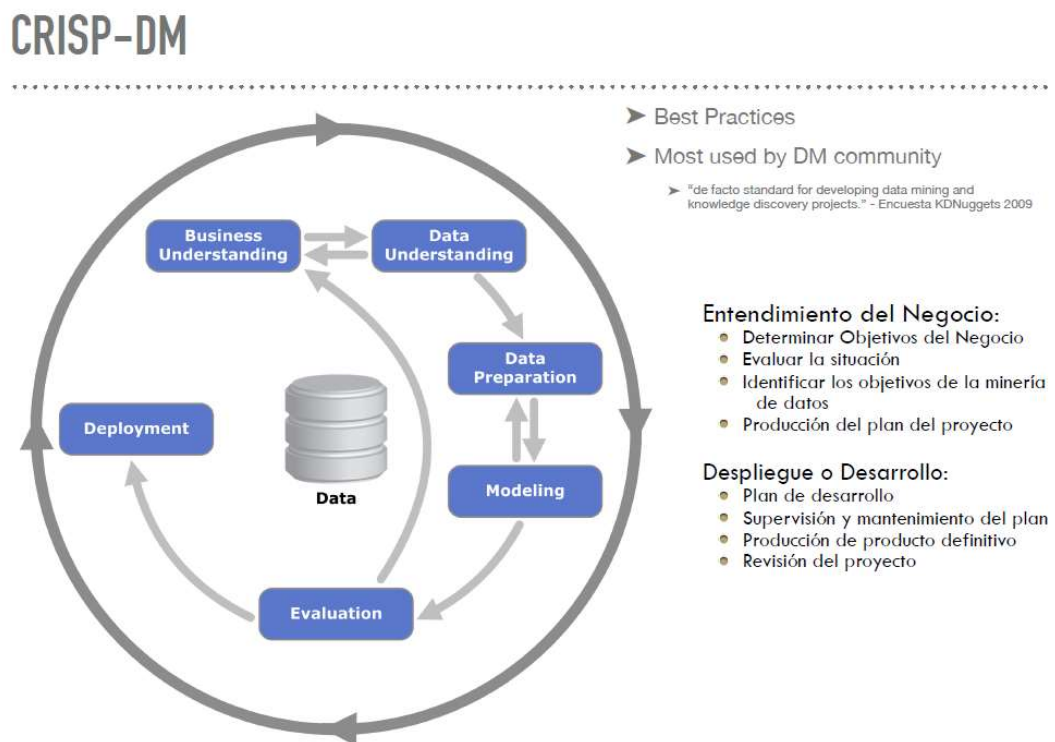 CRISP-DM
➤ Best Practices
➤ Most used by DM community
➤ "de facto standard for developing data mining and
knowledge discovery projects." - Encuesta KDNuggets 2009
Business
Understanding
Data
Understanding
Data
Preparation
Modeling
Evaluation
Deployment
Data
Entendimiento del Negocio:
• Determinar Objetivos del Negocio
• Evaluar la situación
• Identificar los objetivos de la minería
de datos
• Producción del plan del proyecto
Despliegue o Desarrollo:
• Plan de desarrollo
• Supervisión y mantenimiento del plan
• Producción de producto definitivo
• Revisión del proyecto